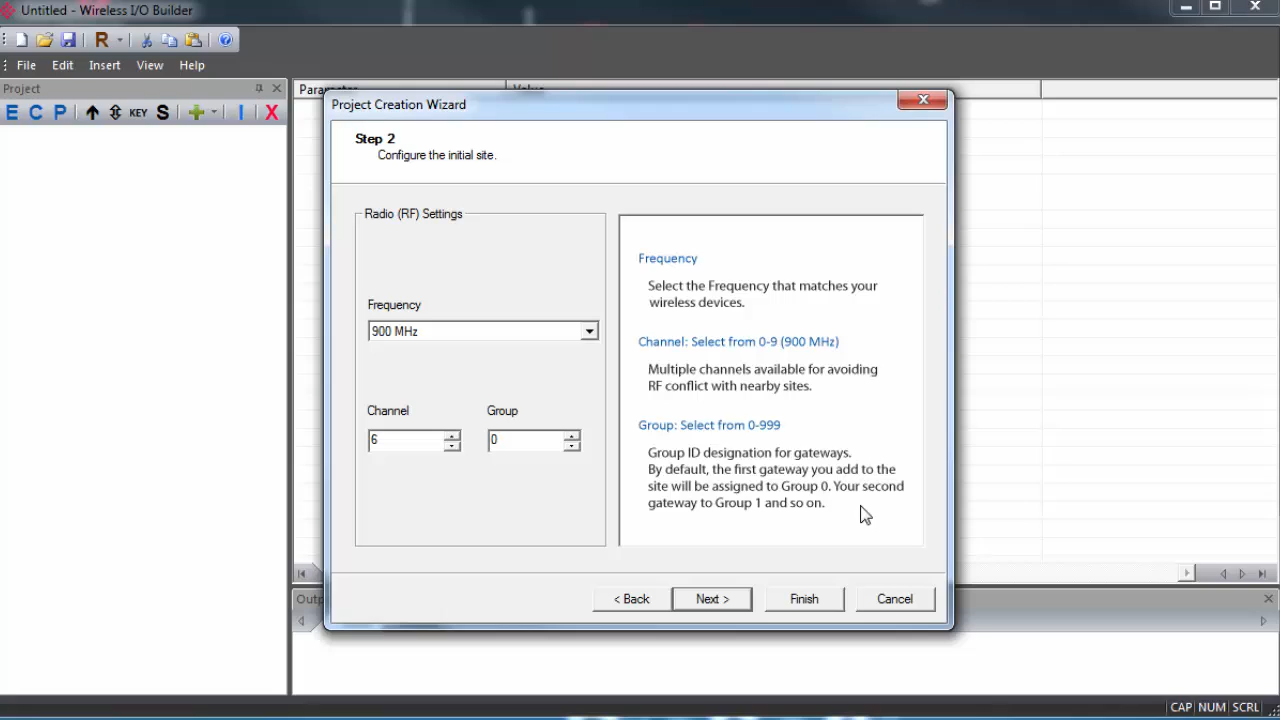 Untitled - Wireless I/O Builder
R
File Edit Insert View Help
Project
E C P KEY S I X
Project Creation Wizard
Step 2
Configure the initial site.
Radio (RF) Settings
Frequency
900 MHz
Channel Group
6 0
Frequency
Select the Frequency that matches your
wireless devices.
Channel: Select from 0-9 (900 MHz)
Multiple channels available for avoiding
RF conflict with nearby sites.
Group: Select from 0-999
Group ID designation for gateways.
By default, the first gateway you add to the
site will be assigned to Group 0. Your second
gateway to Group 1 and so on.
< Back Next > Finish Cancel
CAP NUM SCRL